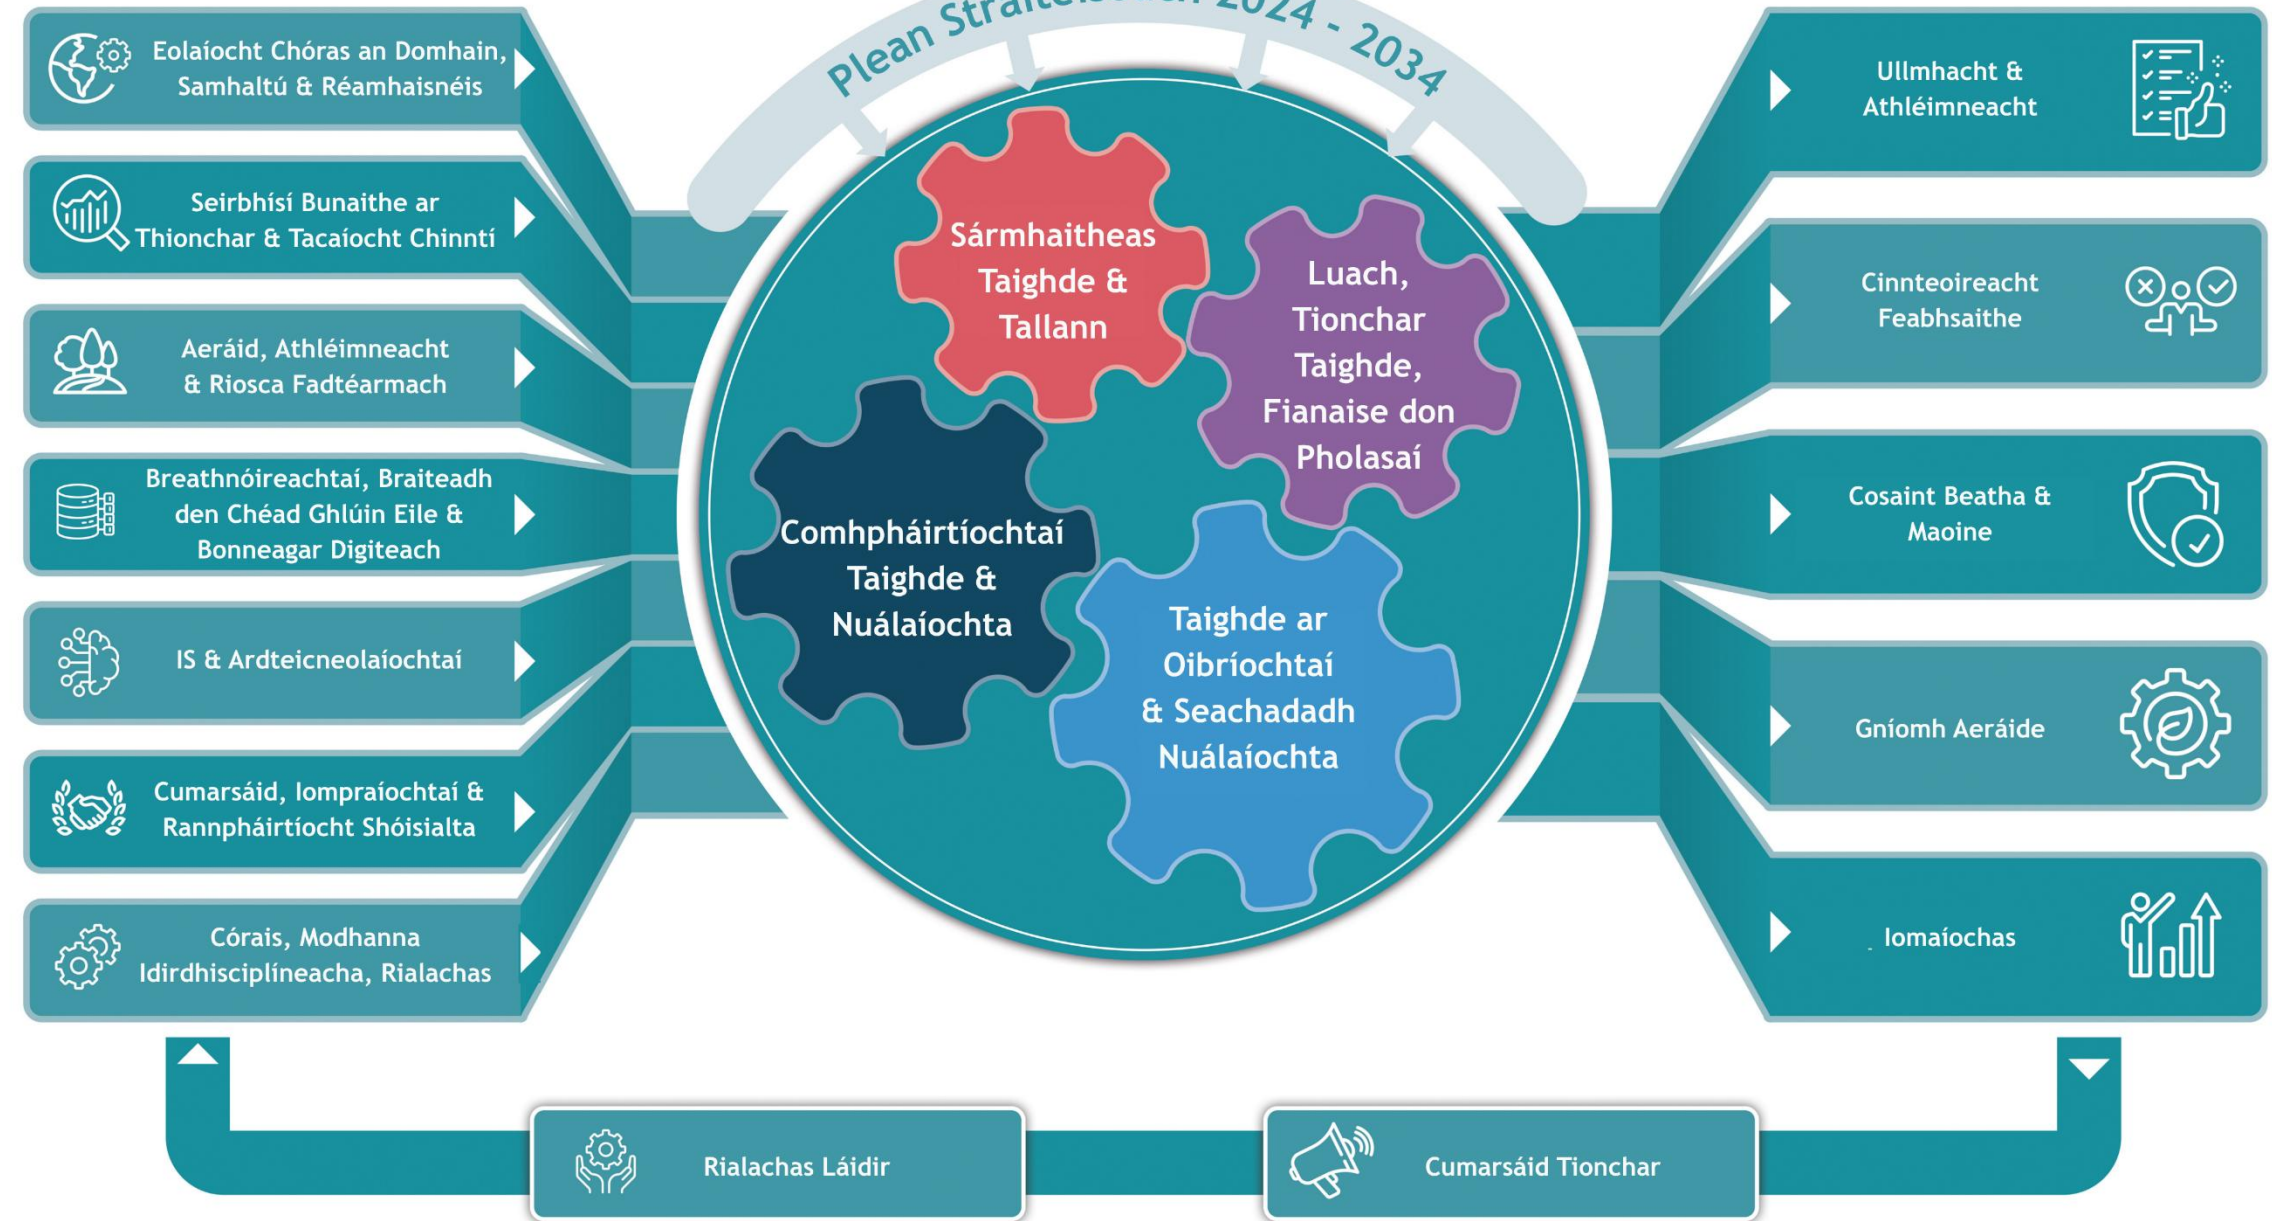 Plean 2024 - 2034
Eolaíocht Chóras an Domhain,
Samhaltú & Réamhaisnéis
Seirbhísí Bunaithe ar
Thionchar & Tacaíocht Chinntí
Aeráid, Athléimneacht
& Riosca Fadtéarmach
Breathnóireachtaí, Braiteadh
den Chéad Ghlúin Eile &
Bonneagar Digiteach
IS & Ardteicneolaíochtaí
Cumarsáid, Iompraíochtaí &
Rannpháirtíocht Shóisialta
Córais, Modhanna
Idirdhisciplíneacha, Rialachas
Sármhaitheas
Taighde &
Tallann
Luach,
Tionchar
Taighde,
Fianaise don
Pholasaí
Comhpháirtíochtaí
Taighde &
Nuálaíochta
Taighde ar
Oibríochtaí
& Seachadadh
Nuálaíochta
Ullmhacht &
Athléimneacht
Cinnteoireacht
Feabhsaithe
Cosaint Beatha &
Maoine
Gníomh Aeráide
Iomaíochas
Rialachas Láidir
Cumarsáid Tionchar